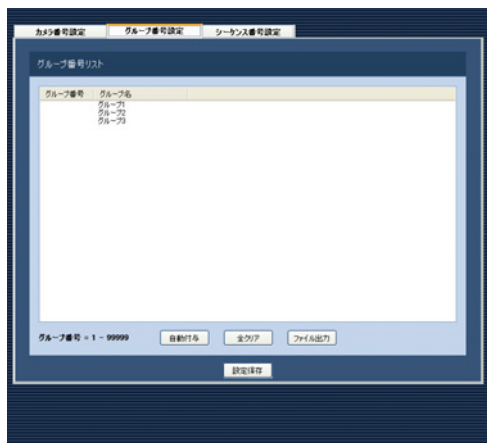 カメラ番号設定 グループ番号設定 シーケンス番号設定
グループ番号リスト
グループ番号 グループ名
グループ1
グループ2
グループ3
グループ番号 = 1 - 99999 自動付与 全クリア ファイル出力
設定保存